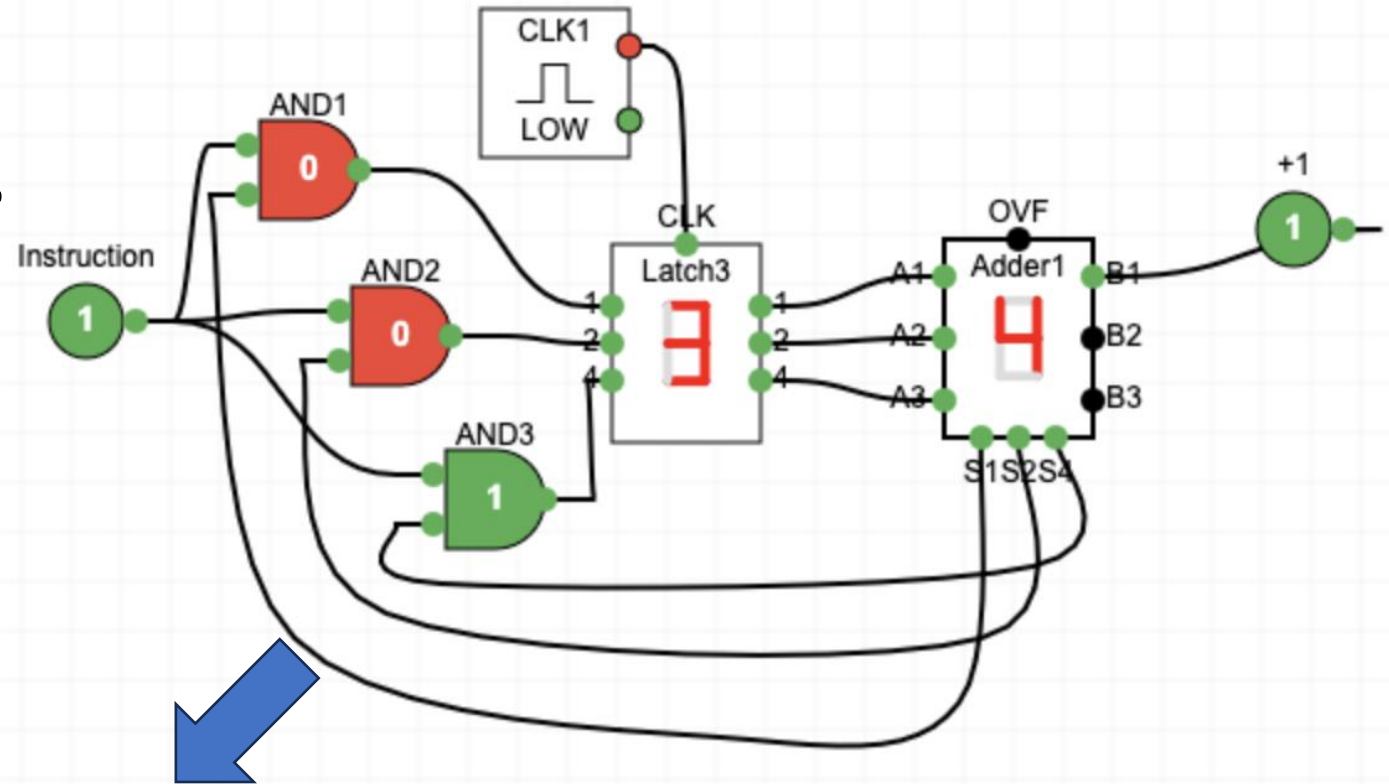 CLK1
LOW
AND1
0
+1
1
CLK
OVF
Instruction
1
AND2
0
Latch3
3
1
2
4
1
2
4
Adder1
4
A1
A2
A3
B1
B2
B3
AND3
1
S1S2S4